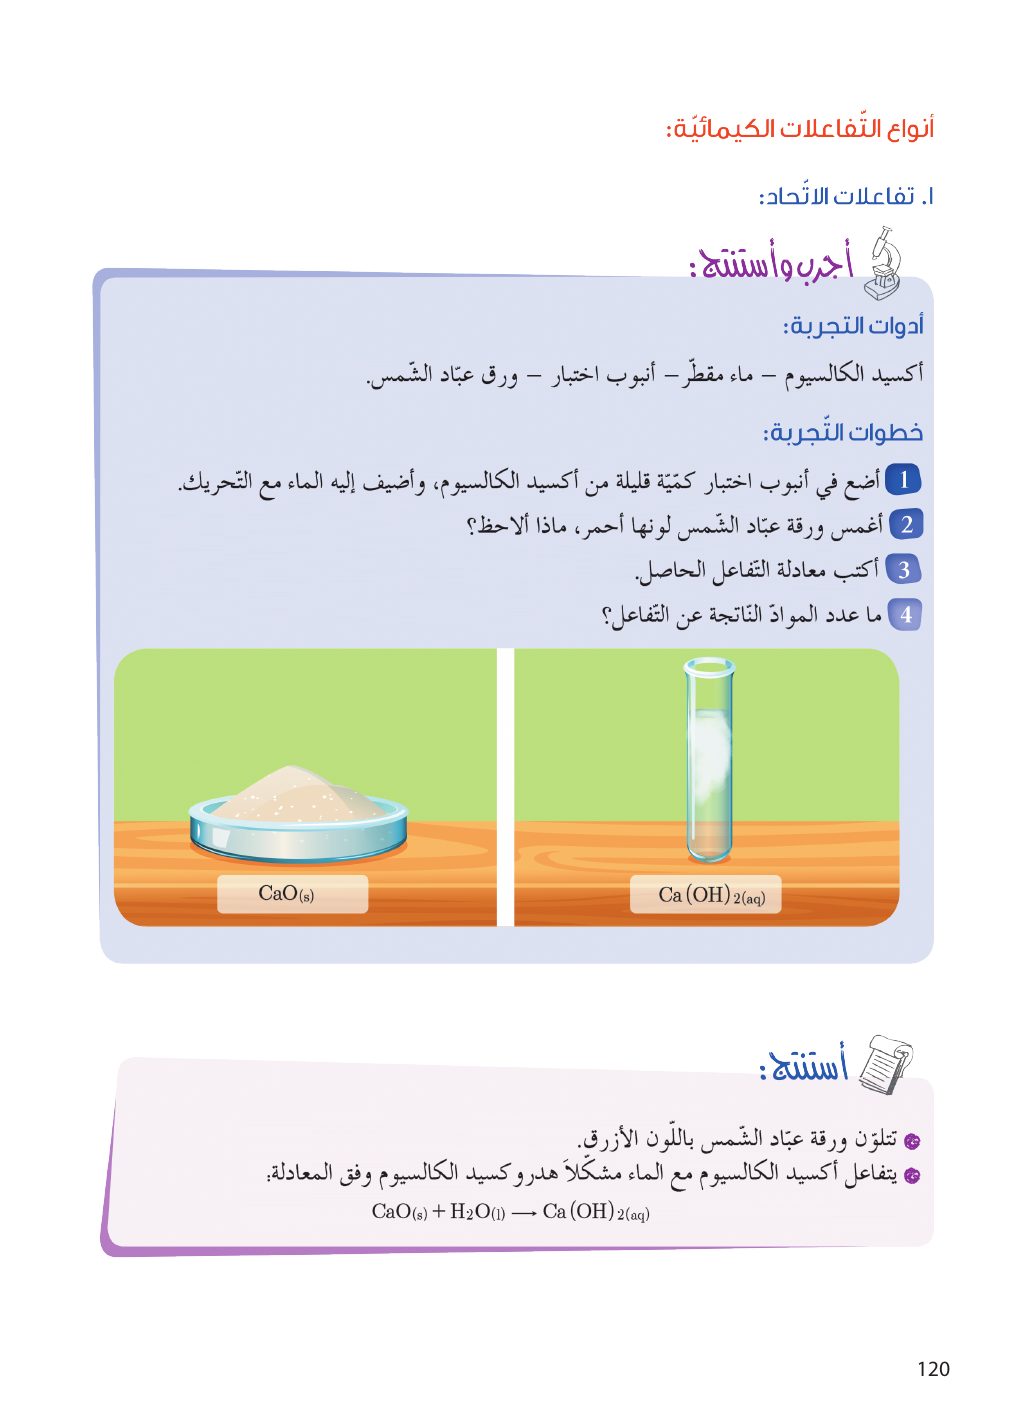 أنواع التّفاعلات الكيمائيّة:
١. تفاعلات الاتّحاد:
أجرب وأستنتج:
أدوات التجربة:
أكسيد الكالسيوم – ماء مقطّر – أنبوب اختبار – ورق عبّاد الشّمس.
خطوات التّجربة:
1 أضع في أنبوب اختبار كمّيّة قليلة من أكسيد الكالسيوم، وأضيف إليه الماء مع التّحريك.
2 أغمس ورقة عبّاد الشّمس لونها أحمر، ماذا ألاحظ؟
3 أكتب معادلة التّفاعل الحاصل.
4 ما عدد الموادّ النّاتجة عن التّفاعل؟
Ca(OH)2(aq)
CaO(s)
أستنتج:
تتلوّن ورقة عبّاد الشّمس باللّون الأزرق.
يتفاعل أكسيد الكالسيوم مع الماء مشكّلاً هدروكسيد الكالسيوم وفق المعادلة:
CaO(s) + H2O(l) ⟶ Ca(OH)2(aq)
120